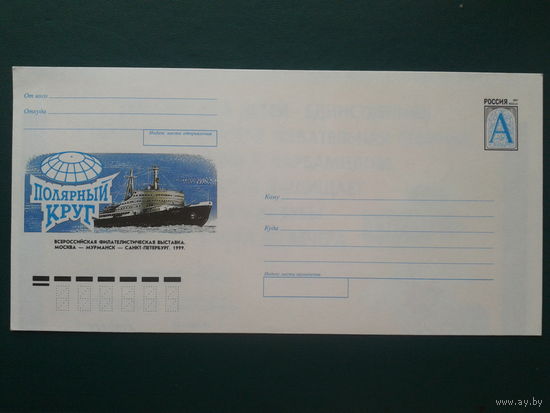 От кого
Откуда
Индекс места отправления
РОССИЯ
А
ПОЛЯРНЫЙ
КРУГ
ВСЕРОССИЙСКАЯ ФИЛАТЕЛИСТИЧЕСКАЯ ВЫСТАВКА.
МОСКВА — МУРМАНСК — САНКТ-ПЕТЕРБУРГ. 1999.
Кому
Куда
Индекс места назначения
www.ay.by